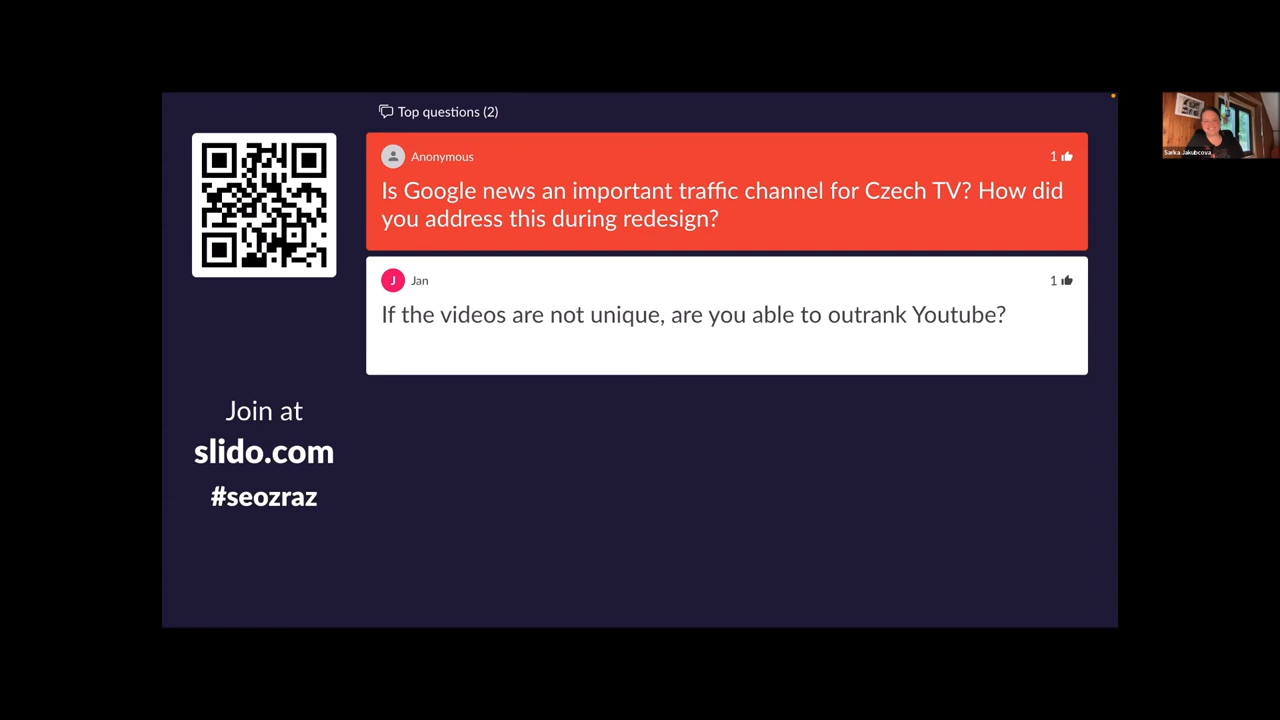 Top questions (2)
Anonymous
1
Is Google news an important traffic channel for Czech TV? How did
you address this during redesign?
J
Jan
1
If the videos are not unique, are you able to outrank Youtube?
Join at
slido.com
#seozraz
Sarka Jakubcova